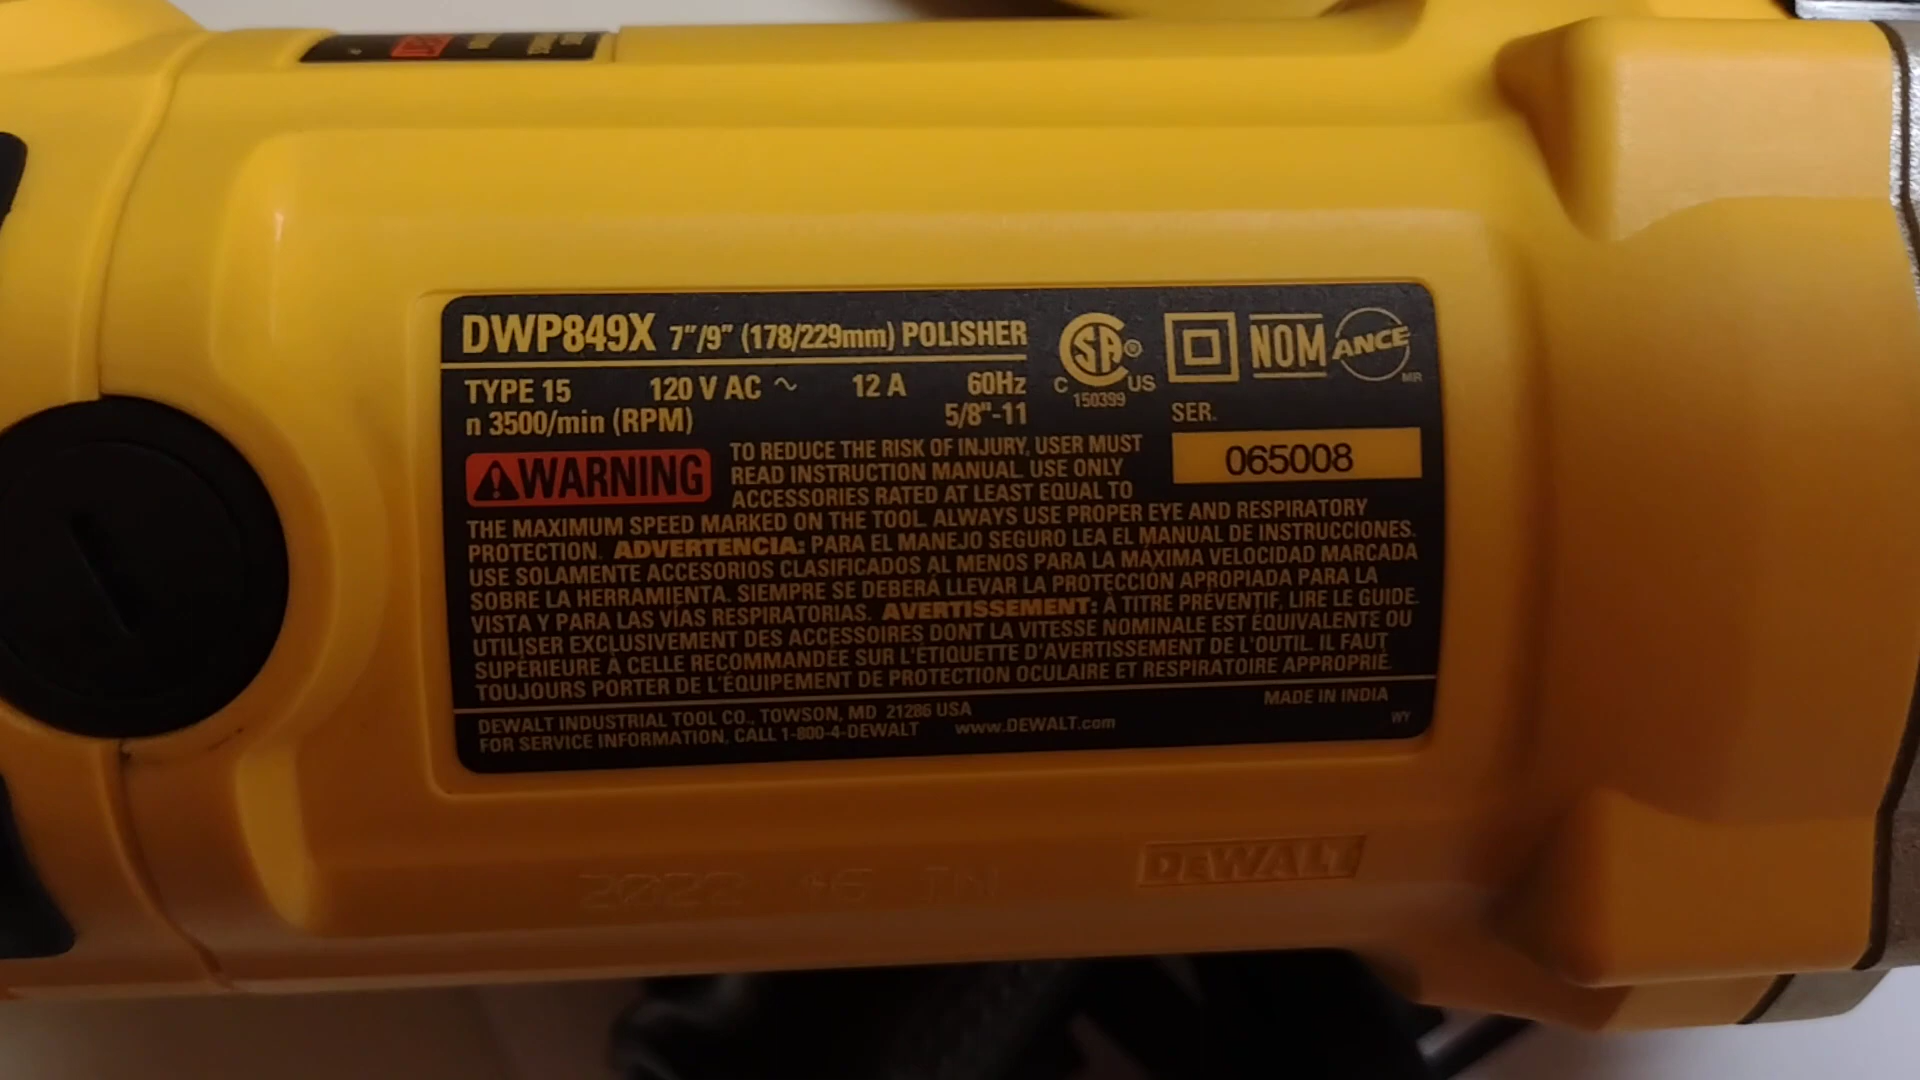 DWP849X 7"/9" (178/229mm) POLISHER
TYPE 15 120 V AC ~ 12 A 60Hz
n 3500/min (RPM) 5/8"-11
CSA® C US
150399
NOM
ANCE
MR
SER.
065008
WARNING TO REDUCE THE RISK OF INJURY, USER MUST
READ INSTRUCTION MANUAL. USE ONLY
ACCESSORIES RATED AT LEAST EQUAL TO
THE MAXIMUM SPEED MARKED ON THE TOOL. ALWAYS USE PROPER EYE AND RESPIRATORY
PROTECTION. ADVERTENCIA: PARA EL MANEJO SEGURO LEA EL MANUAL DE INSTRUCCIONES.
USE SOLAMENTE ACCESORIOS CLASIFICADOS AL MENOS PARA LA MÁXIMA VELOCIDAD MARCADA
SOBRE LA HERRAMIENTA. SIEMPRE SE DEBERÁ LLEVAR LA PROTECCIÓN APROPIADA PARA LA
VISTA Y PARA LAS VÍAS RESPIRATORIAS. AVERTISSEMENT: À TITRE PRÉVENTIF, LIRE LE GUIDE.
UTILISER EXCLUSIVEMENT DES ACCESSOIRES DONT LA VITESSE NOMINALE EST ÉQUIVALENTE OU
SUPÉRIEURE À CELLE RECOMMANDÉE SUR L'ÉTIQUETTE D'AVERTISSEMENT DE L'OUTIL. IL FAUT
TOUJOURS PORTER DE L'ÉQUIPEMENT DE PROTECTION OCULAIRE ET RESPIRATOIRE APPROPRIÉ.
DEWALT INDUSTRIAL TOOL CO., TOWSON, MD 21286 USA MADE IN INDIA
FOR SERVICE INFORMATION, CALL 1-800-4-DEWALT www.DEWALT.com WY
2022 46 IN DEWALT